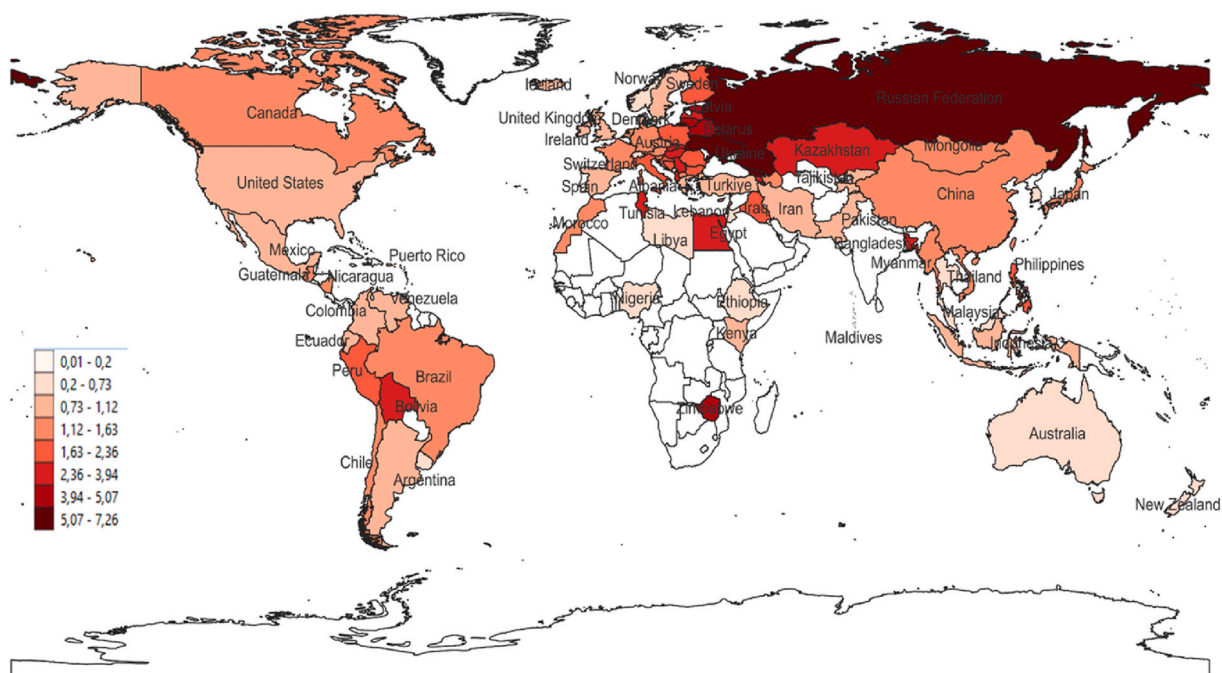 Iceland
Norway
Sweden
Russian Federation
Canada
United Kingdom
Denmark
Latvia
Belarus
Ireland
Austria
Ukraine
Kazakhstan
Mongolia
United States
Switzerland
Spain
Albania
Turkiye
Tajikistan
China
Japan
Morocco
Tunisia
Lebanon
Iraq
Iran
Pakistan
Libya
Egypt
Bangladesh
Mexico
Puerto Rico
Myanmar
Philippines
Guatemala
Nicaragua
Thailand
Colombia
Venezuela
Nigeria
Ethiopia
Malaysia
Ecuador
Kenya
Maldives
Indonesia
Peru
Brazil
Bolivia
Zimbabwe
Australia
Chile
Argentina
New Zealand
0,01 - 0,2
0,2 - 0,73
0,73 - 1,12
1,12 - 1,63
1,63 - 2,36
2,36 - 3,94
3,94 - 5,07
5,07 - 7,26